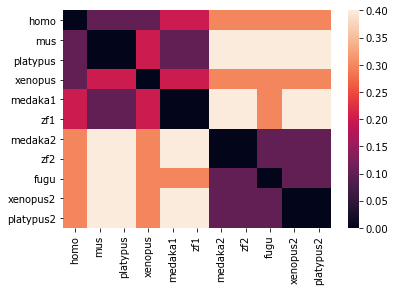 homo
mus
platypus
xenopus
medaka1
zf1
medaka2
zf2
fugu
xenopus2
platypus2
homo
mus
platypus
xenopus
medaka1
zf1
medaka2
zf2
fugu
xenopus2
platypus2
0.40
0.35
0.30
0.25
0.20
0.15
0.10
0.05
0.00